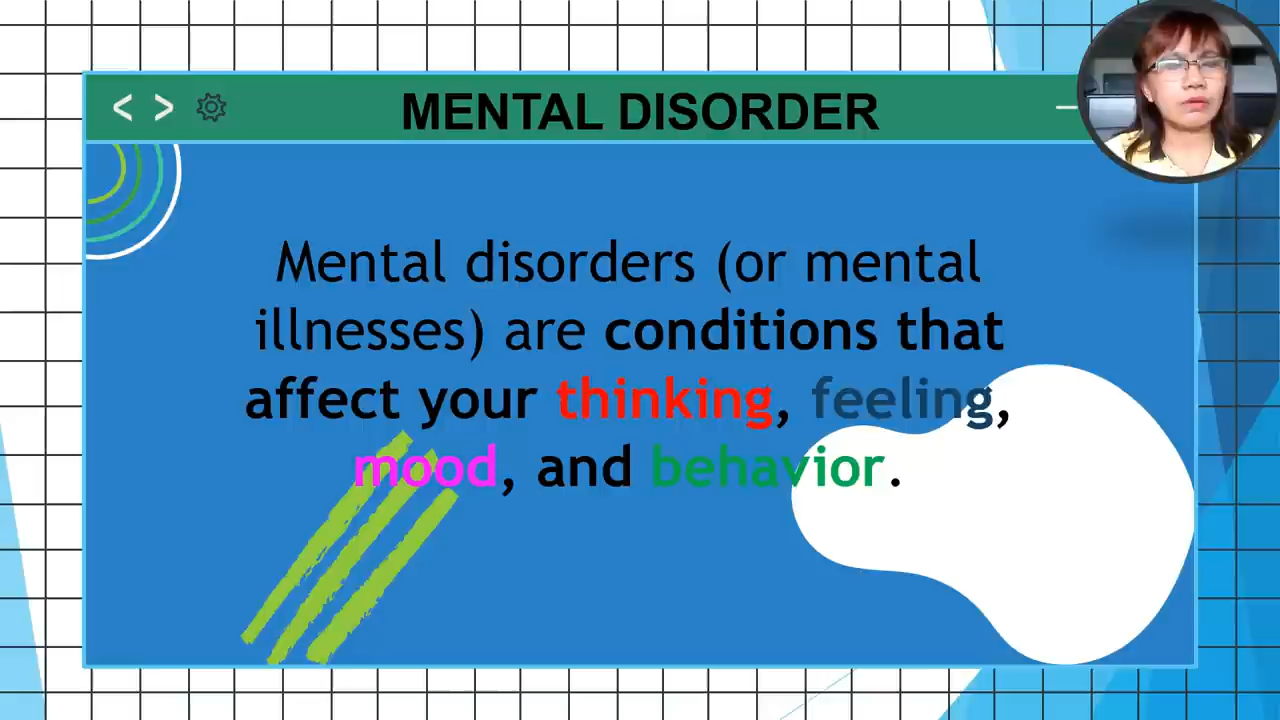 MENTAL DISORDER
Mental disorders (or mental
illnesses) are conditions that
affect your thinking, feeling,
mood, and behavior.